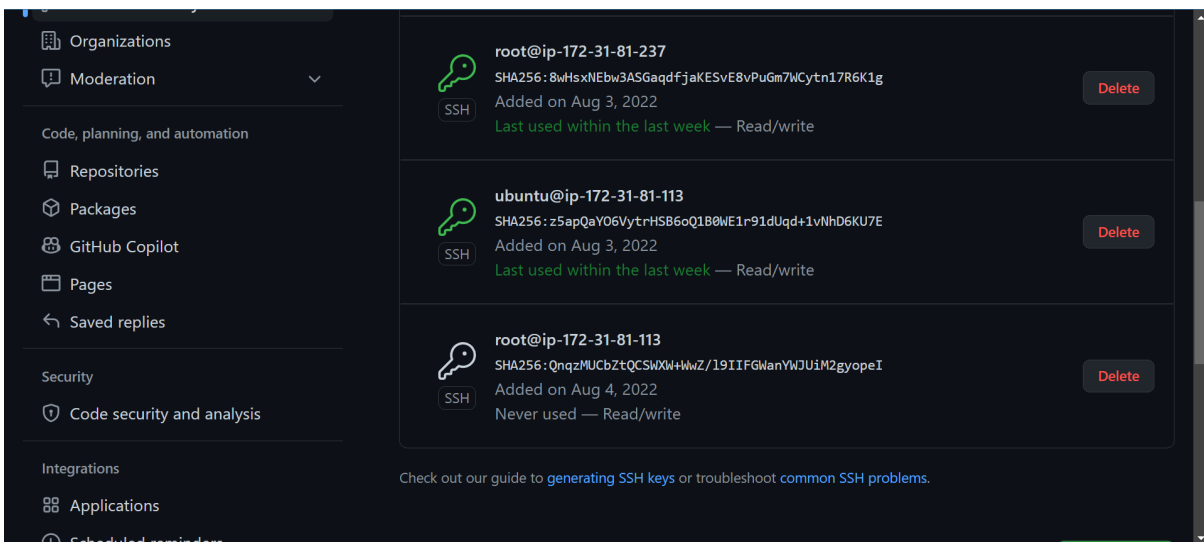 Organizations
Moderation
Code, planning, and automation
Repositories
Packages
GitHub Copilot
Pages
Saved replies
Security
Code security and analysis
Integrations
Applications
Scheduled reminders
root@ip-172-31-81-237
SHA256:8wHsxNEbw3ASGaqdfjaKESvE8vPuGm7WCytn17R6K1g
SSH
Added on Aug 3, 2022
Last used within the last week — Read/write
Delete
ubuntu@ip-172-31-81-113
SHA256:z5apQaYO6VytrHSB6oQ1B0WE1r91dUqd+1vNhD6KU7E
SSH
Added on Aug 3, 2022
Last used within the last week — Read/write
Delete
root@ip-172-31-81-113
SHA256:QnqzMUCbZtQCSWXW+WwZ/l9IIFGWanYWJUiM2gyopeI
SSH
Added on Aug 4, 2022
Never used — Read/write
Delete
Check out our guide to generating SSH keys or troubleshoot common SSH problems.